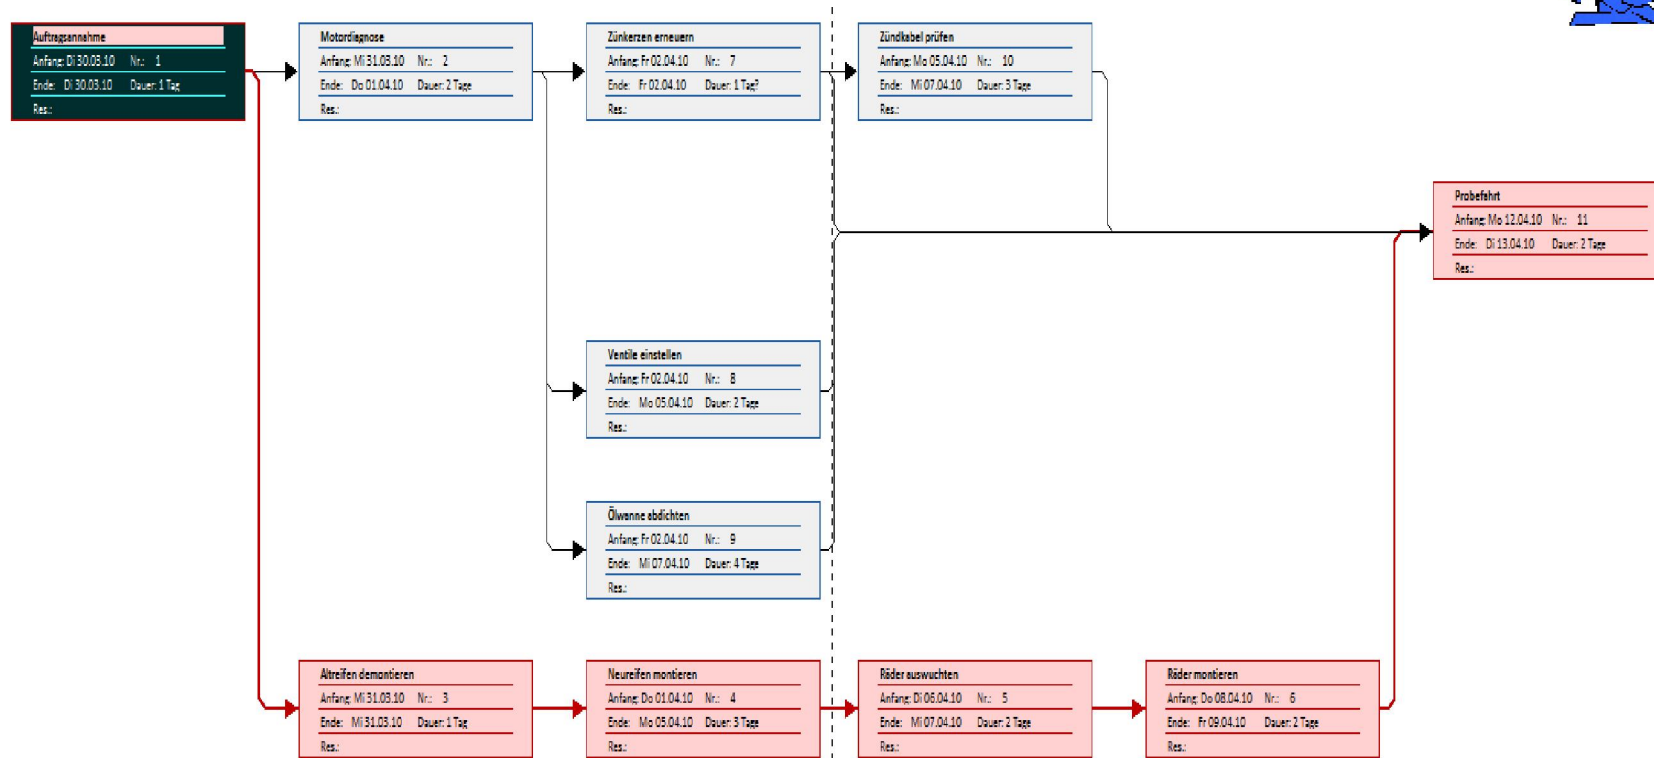 Auftragsannahme
Anfang: Di 30.03.10 Nr.: 1
Ende: Di 30.03.10 Dauer: 1 Tag
Res.:
Motordiagnose
Anfang: Mi 31.03.10 Nr.: 2
Ende: Do 01.04.10 Dauer: 2 Tage
Res.:
Zünkerzen erneuern
Anfang: Fr 02.04.10 Nr.: 7
Ende: Fr 02.04.10 Dauer: 1 Tag?
Res.:
Zündkabel prüfen
Anfang: Mo 05.04.10 Nr.: 10
Ende: Mi 07.04.10 Dauer: 3 Tage
Res.:
Probefahrt
Anfang: Mo 12.04.10 Nr.: 11
Ende: Di 13.04.10 Dauer: 2 Tage
Res.:
Ventile einstellen
Anfang: Fr 02.04.10 Nr.: 8
Ende: Mo 05.04.10 Dauer: 2 Tage
Res.:
Ölwanne abdichten
Anfang: Fr 02.04.10 Nr.: 9
Ende: Mi 07.04.10 Dauer: 4 Tage
Res.:
Altreifen demontieren
Anfang: Mi 31.03.10 Nr.: 3
Ende: Mi 31.03.10 Dauer: 1 Tag
Res.:
Neureifen montieren
Anfang: Do 01.04.10 Nr.: 4
Ende: Mo 05.04.10 Dauer: 3 Tage
Res.:
Räder auswuchten
Anfang: Di 06.04.10 Nr.: 5
Ende: Mi 07.04.10 Dauer: 2 Tage
Res.:
Räder montieren
Anfang: Do 08.04.10 Nr.: 6
Ende: Fr 09.04.10 Dauer: 2 Tage
Res.: